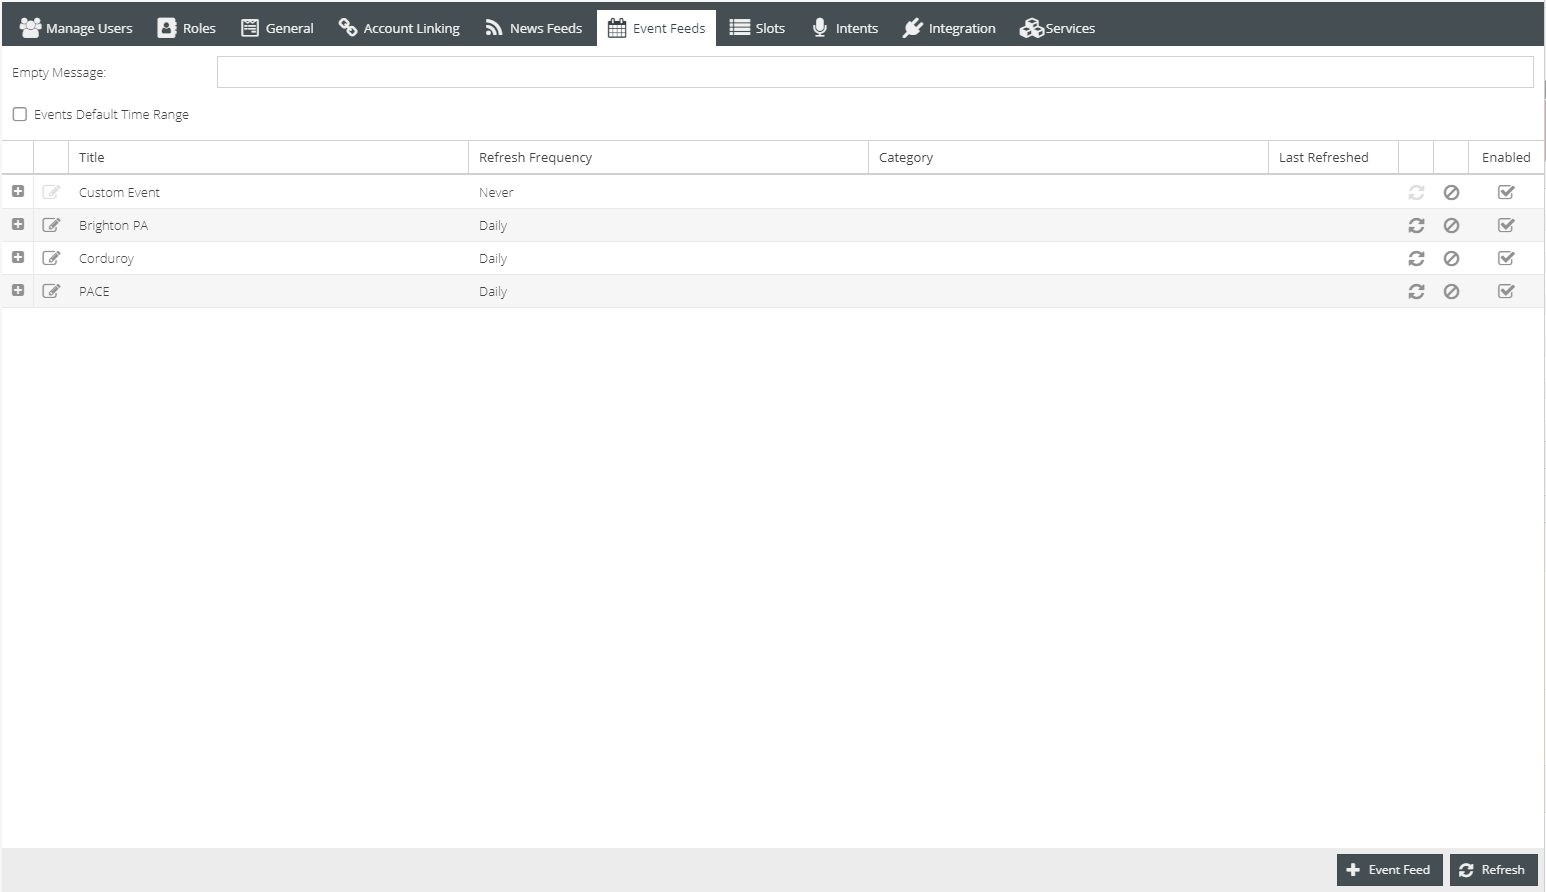 Manage Users Roles General Account Linking News Feeds Event Feeds Slots Intents Integration Services
Empty Message:
Events Default Time Range
Title Refresh Frequency Category Last Refreshed Enabled
Custom Event Never
Brighton PA Daily
Corduroy Daily
PACE Daily
Event Feed Refresh